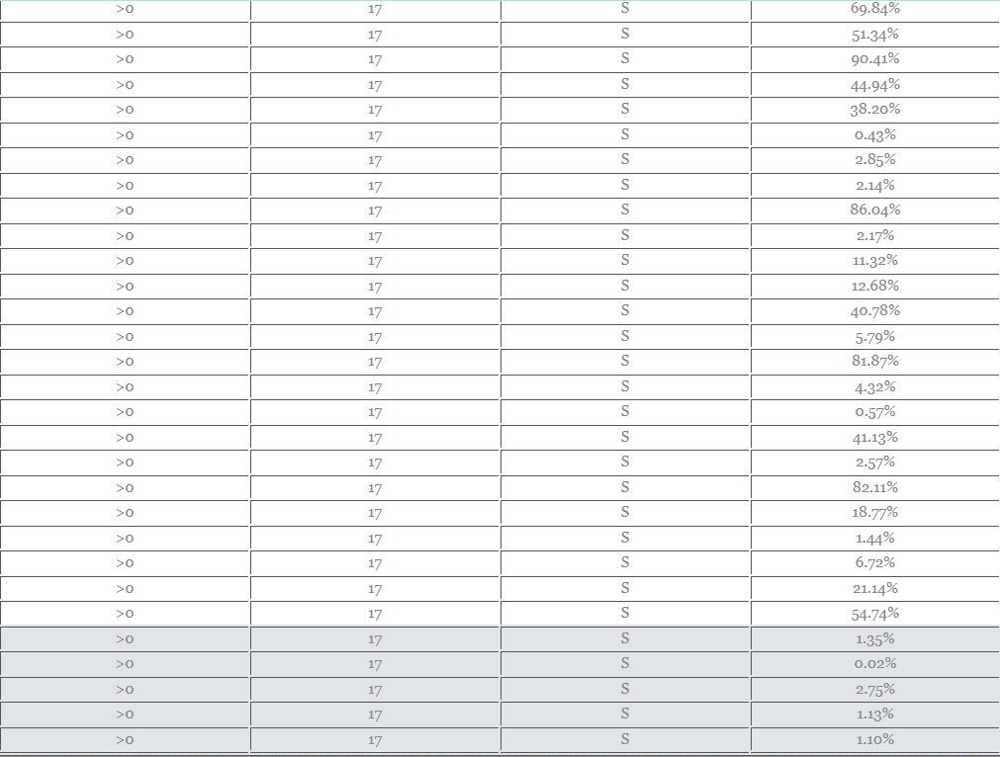 >0 17 S 69.84%
>0 17 S 51.34%
>0 17 S 90.41%
>0 17 S 44.94%
>0 17 S 38.20%
>0 17 S 0.43%
>0 17 S 2.85%
>0 17 S 2.14%
>0 17 S 86.04%
>0 17 S 2.17%
>0 17 S 11.32%
>0 17 S 12.68%
>0 17 S 40.78%
>0 17 S 5.79%
>0 17 S 81.87%
>0 17 S 4.32%
>0 17 S 0.57%
>0 17 S 41.13%
>0 17 S 2.57%
>0 17 S 82.11%
>0 17 S 18.77%
>0 17 S 1.44%
>0 17 S 6.72%
>0 17 S 21.14%
>0 17 S 54.74%
>0 17 S 1.35%
>0 17 S 0.02%
>0 17 S 2.75%
>0 17 S 1.13%
>0 17 S 1.10%